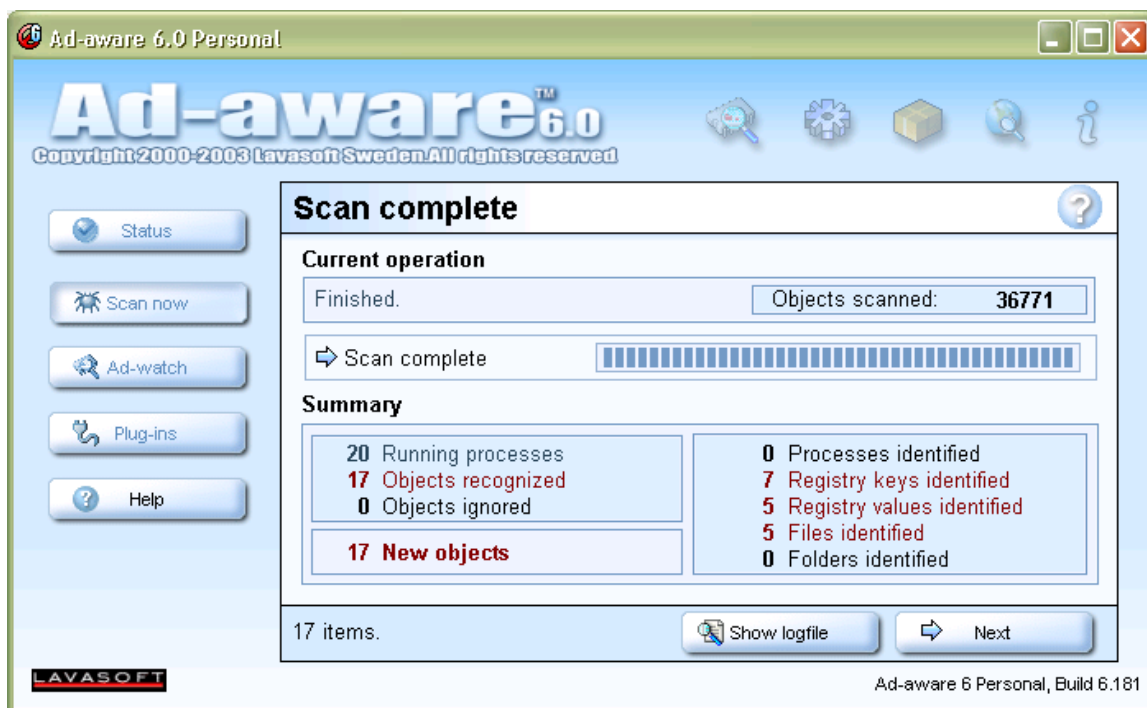 Ad-aware 6.0 Personal
Ad-aware™ 6.0
Copyright 2000-2003 Lavasoft Sweden. All rights reserved
Status
Scan now
Ad-watch
Plug-ins
Help
Scan complete
?
Current operation
Finished.
Objects scanned: 36771
Scan complete
Summary
20 Running processes
17 Objects recognized
0 Objects ignored
17 New objects
0 Processes identified
7 Registry keys identified
5 Registry values identified
5 Files identified
0 Folders identified
17 items.
Show logfile
Next
LAVASOFT
Ad-aware 6 Personal, Build 6.181